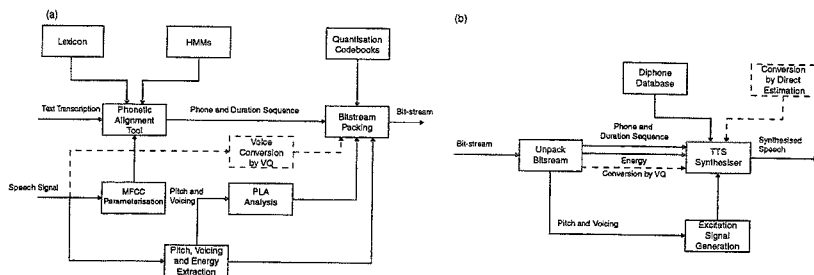 (a)
Lexicon
HMMs
Quantisation
Codebooks
Text Transcription
Phonetic
Alignment
Tool
Phone and Duration Sequence
Bitstream
Packing
Bit-stream
Voice
Conversion
by VQ
Speech Signal
MFCC
Parameterisation
Pitch and
Voicing
PLA
Analysis
Pitch, Voicing
and Energy
Extraction
(b)
Diphone
Database
Conversion
by Direct
Estimation
Bit-stream
Unpack
Bitstream
Phone and
Duration Sequence
Energy
Conversion by VQ
TTS
Synthesiser
Synthesised
Speech
Pitch and Voicing
Excitation
Signal
Generation